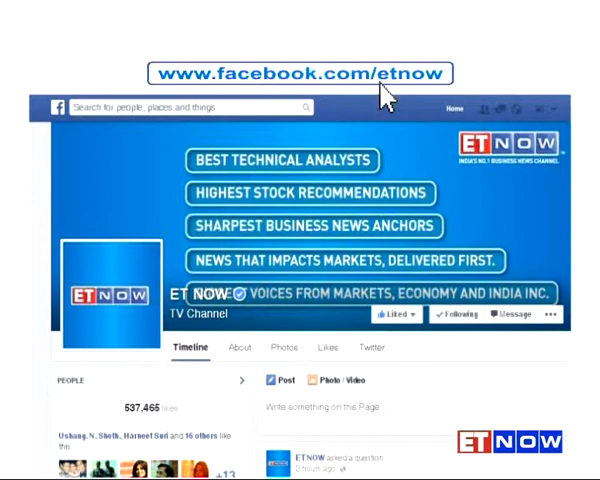 www.facebook.com/etnow
Search for people, places and things
Home
ET NOW
INDIA'S NO.1 BUSINESS NEWS CHANNEL
BEST TECHNICAL ANALYSTS
HIGHEST STOCK RECOMMENDATIONS
SHARPEST BUSINESS NEWS ANCHORS
NEWS THAT IMPACTS MARKETS, DELIVERED FIRST.
VOICES FROM MARKETS, ECONOMY AND INDIA INC.
ET NOW
ET NOW
TV Channel
Liked
Following
Message
Timeline About Photos Likes Twitter
PEOPLE
537,465 likes
Ushang. N. Sheth., Harneet Suri and 16 others like
this
+13
Post Photo / Video
Write something on this Page
ETNOW asked a question
3 hours ago
ET NOW